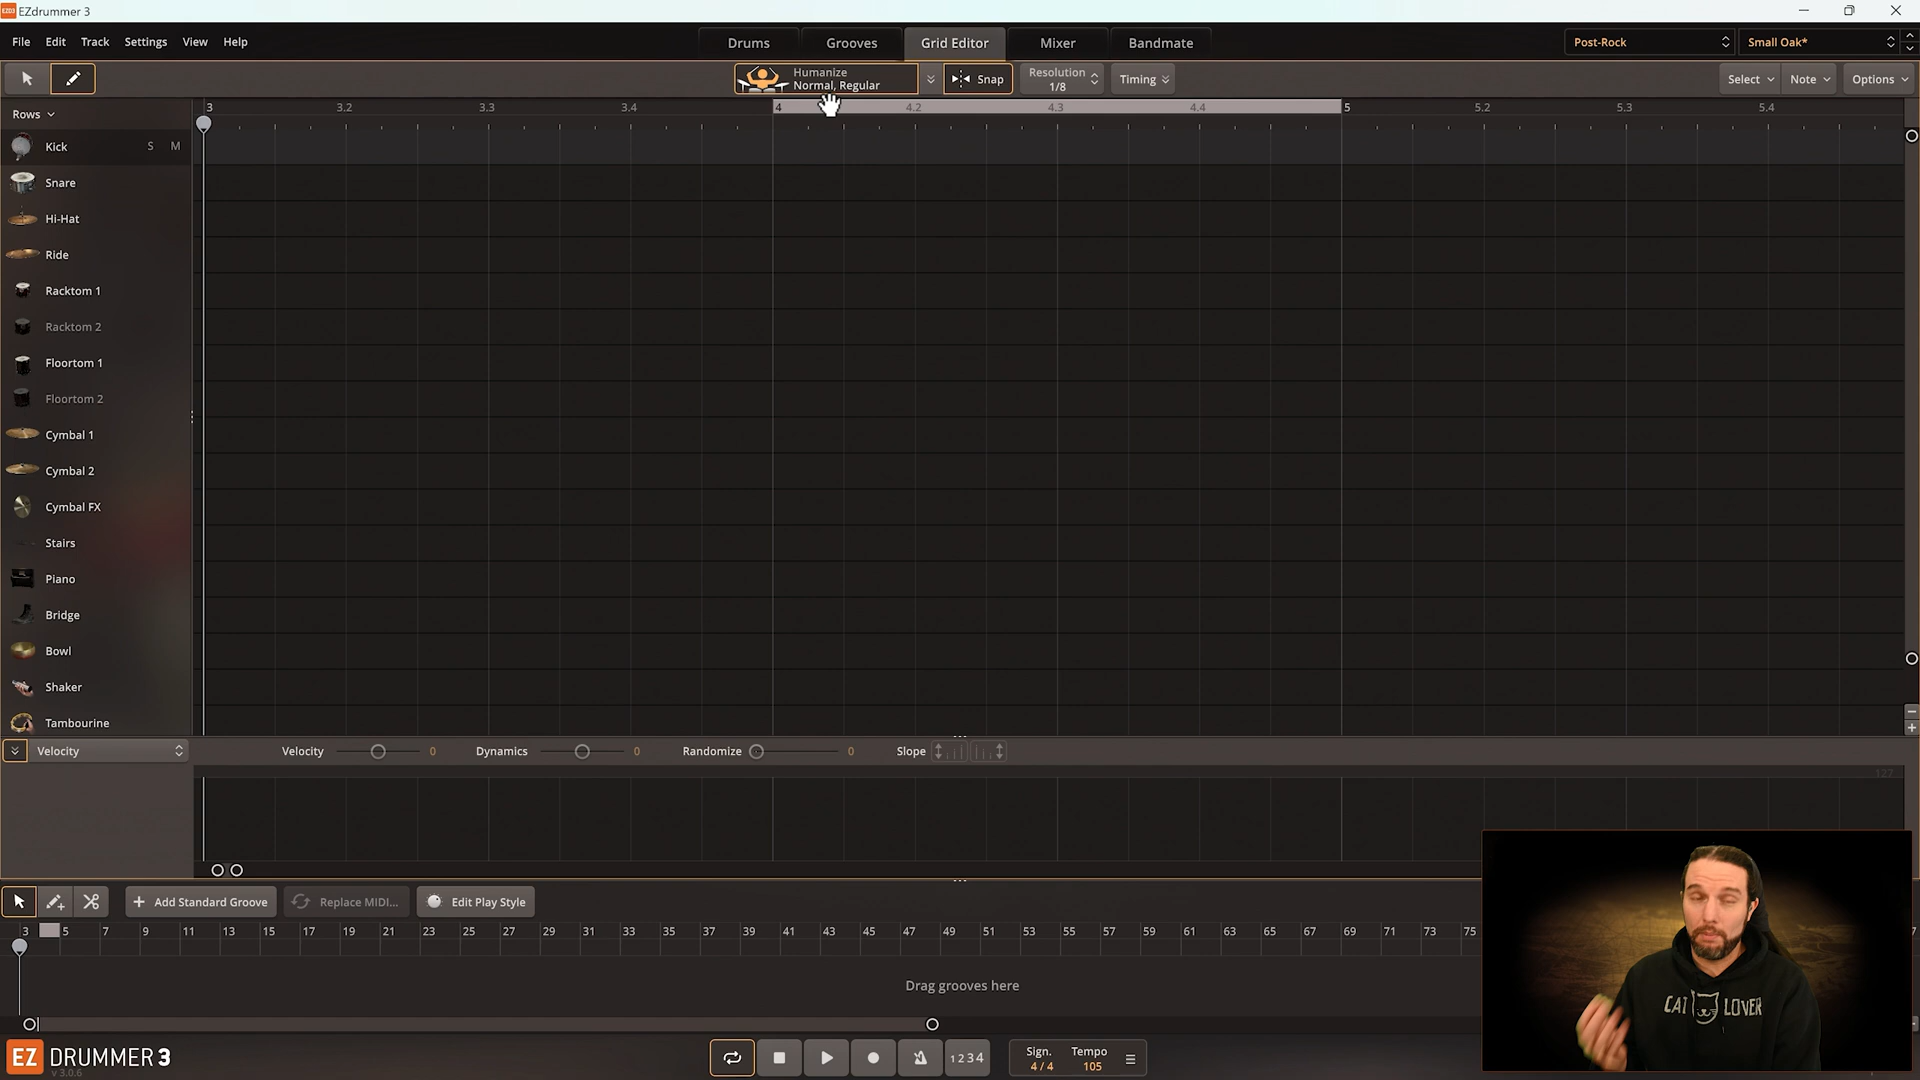 EZD3 EZdrummer 3
File Edit Track Settings View Help
Drums Grooves Grid Editor Mixer Bandmate
Post-Rock Small Oak*
Humanize
Normal, Regular
Snap
Resolution
1/8
Timing
Select Note Options
Rows
3 3.2 3.3 3.4 4 4.2 4.3 4.4 5 5.2 5.3 5.4
Kick S M
Snare
Hi-Hat
Ride
Racktom 1
Racktom 2
Floortom 1
Floortom 2
Cymbal 1
Cymbal 2
Cymbal FX
Stairs
Piano
Bridge
Bowl
Shaker
Tambourine
Velocity Velocity 0 Dynamics 0 Randomize 0 Slope
127
Add Standard Groove Replace MIDI... Edit Play Style
3 5 7 9 11 13 15 17 19 21 23 25 27 29 31 33 35 37 39 41 43 45 47 49 51 53 55 57 59 61 63 65 67 69 71 73 75
Drag grooves here
CAT LOVER
EZ DRUMMER 3
v 3.0.6
1234
Sign.
4/4
Tempo
105